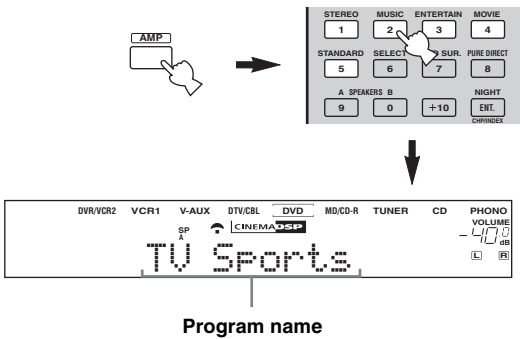 AMP
STEREO MUSIC ENTERTAIN MOVIE
1 2 3 4
STANDARD SELECT SUR. PURE DIRECT
5 6 7 8
A SPEAKERS B NIGHT
9 0 +10 ENT.
CHP/INDEX
DVR/VCR2 VCR1 V-AUX DTV/CBL DVD MD/CD-R TUNER CD PHONO
VOLUME
SP A CINEMA DSP -40.0 dB
TV Sports
L R
Program name